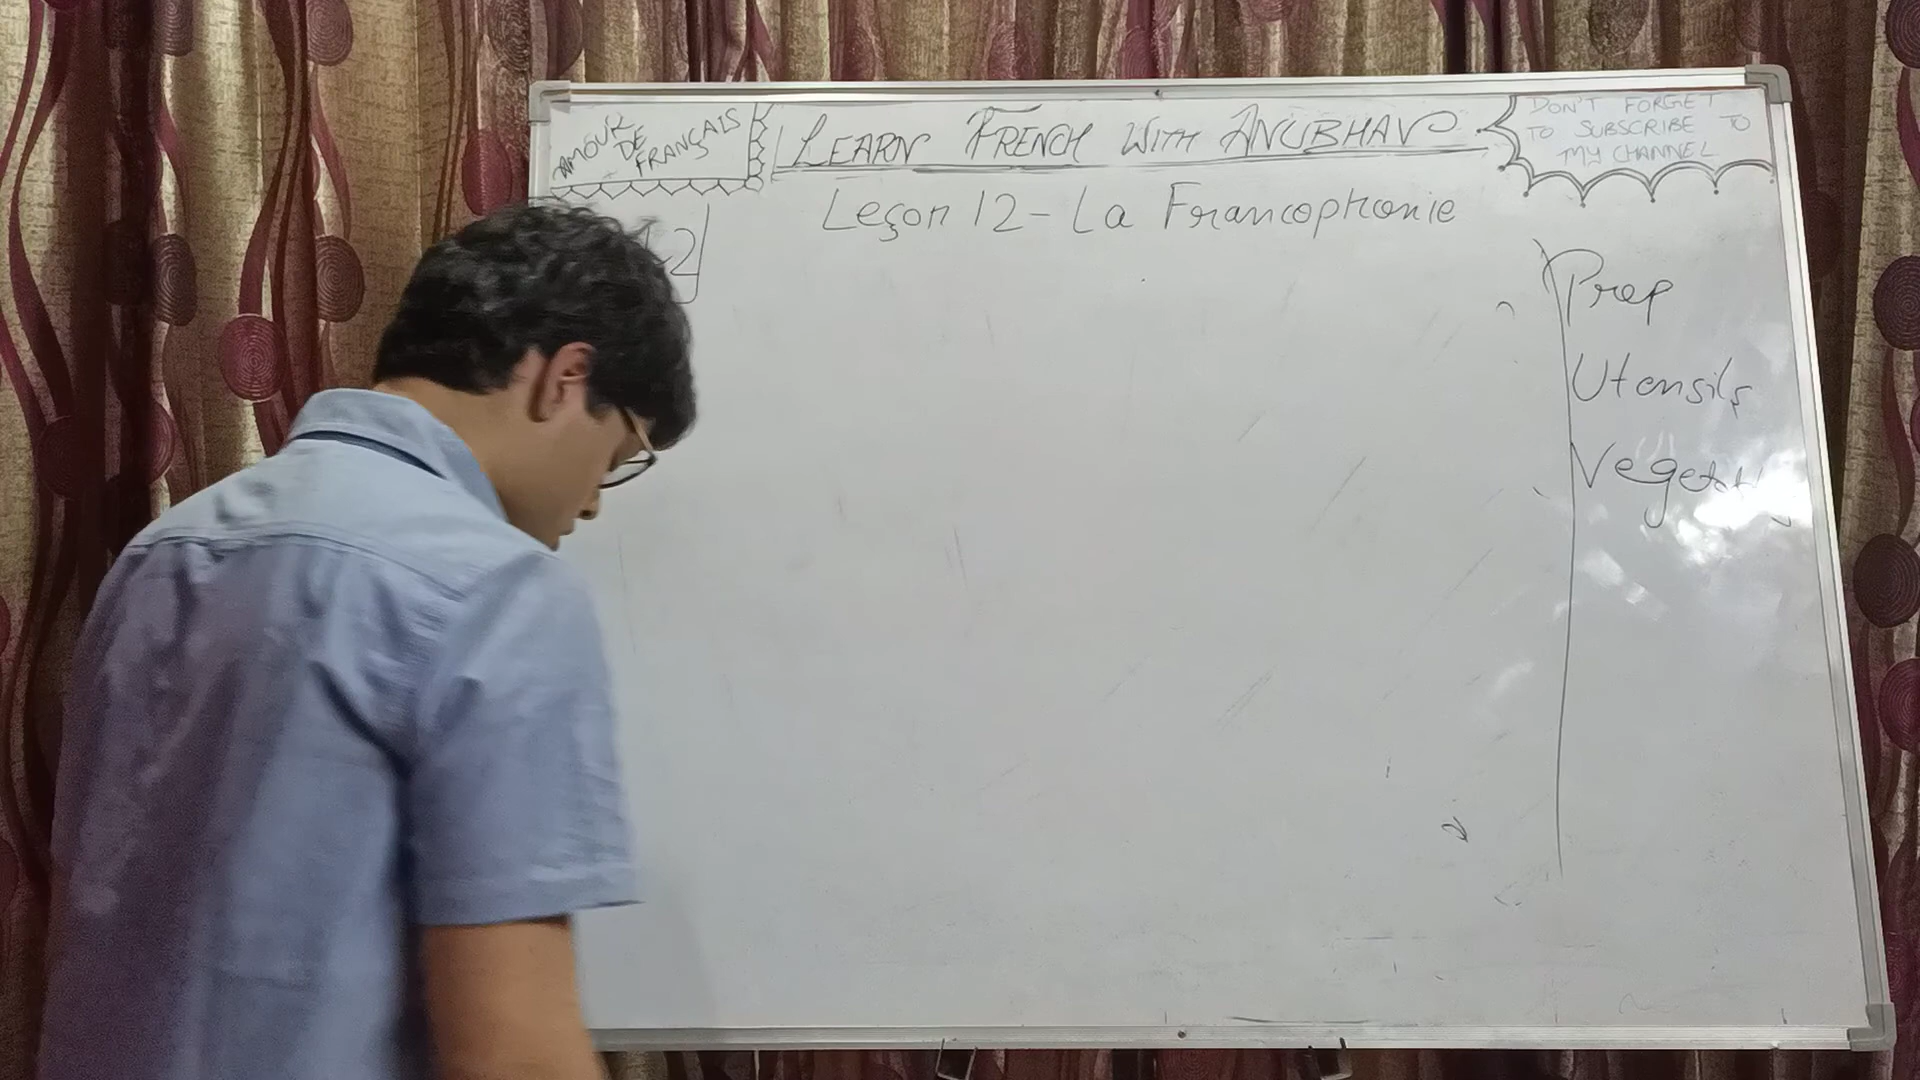 AMOUR
DE
FRANÇAIS
LEARN FRENCH WITH ANUBHAV
DON'T FORGET
TO SUBSCRIBE TO
MY CHANNEL
Leçon 12 - La Francophonie
Prep
Utensils